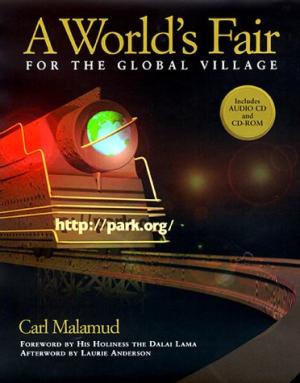 A World's Fair
FOR THE GLOBAL VILLAGE
Includes
AUDIO CD
and
CD-ROM
http://park.org/
Carl Malamud
FOREWORD BY HIS HOLINESS THE DALAI LAMA
AFTERWORD BY LAURIE ANDERSON